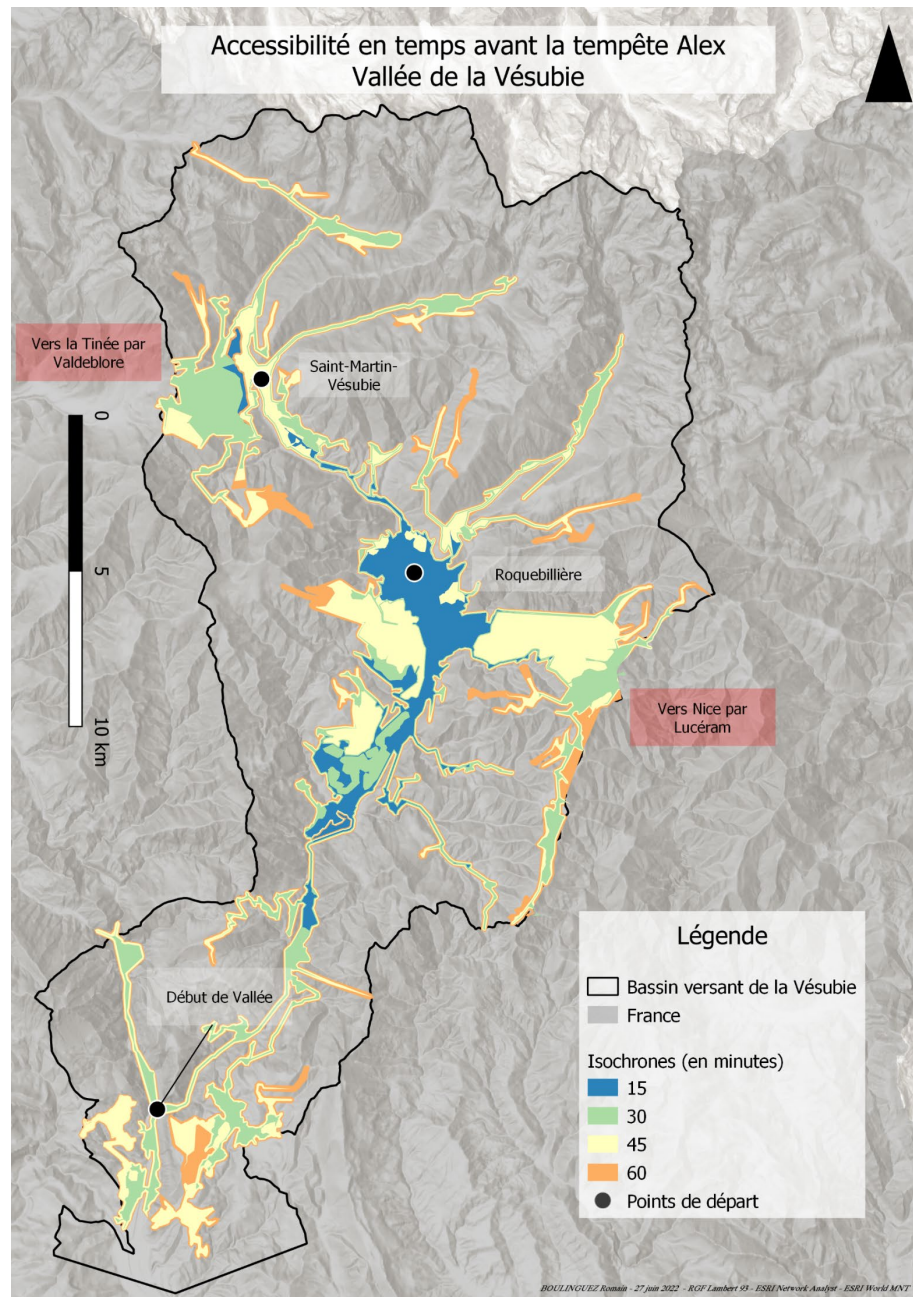 Accessibilité en temps avant la tempête Alex
Vallée de la Vésubie
Vers la Tinée par
Valdeblore
Saint-Martin-
Vésubie
0
5
10 km
Roquebillière
Vers Nice par
Lucéram
Début de Vallée
Légende
Bassin versant de la Vésubie
France
Isochrones (en minutes)
15
30
45
60
Points de départ
BOULINGUEZ Romain - 27 juin 2022 - RGF Lambert 93 - ESRI Network Analyst - ESRI World MNT